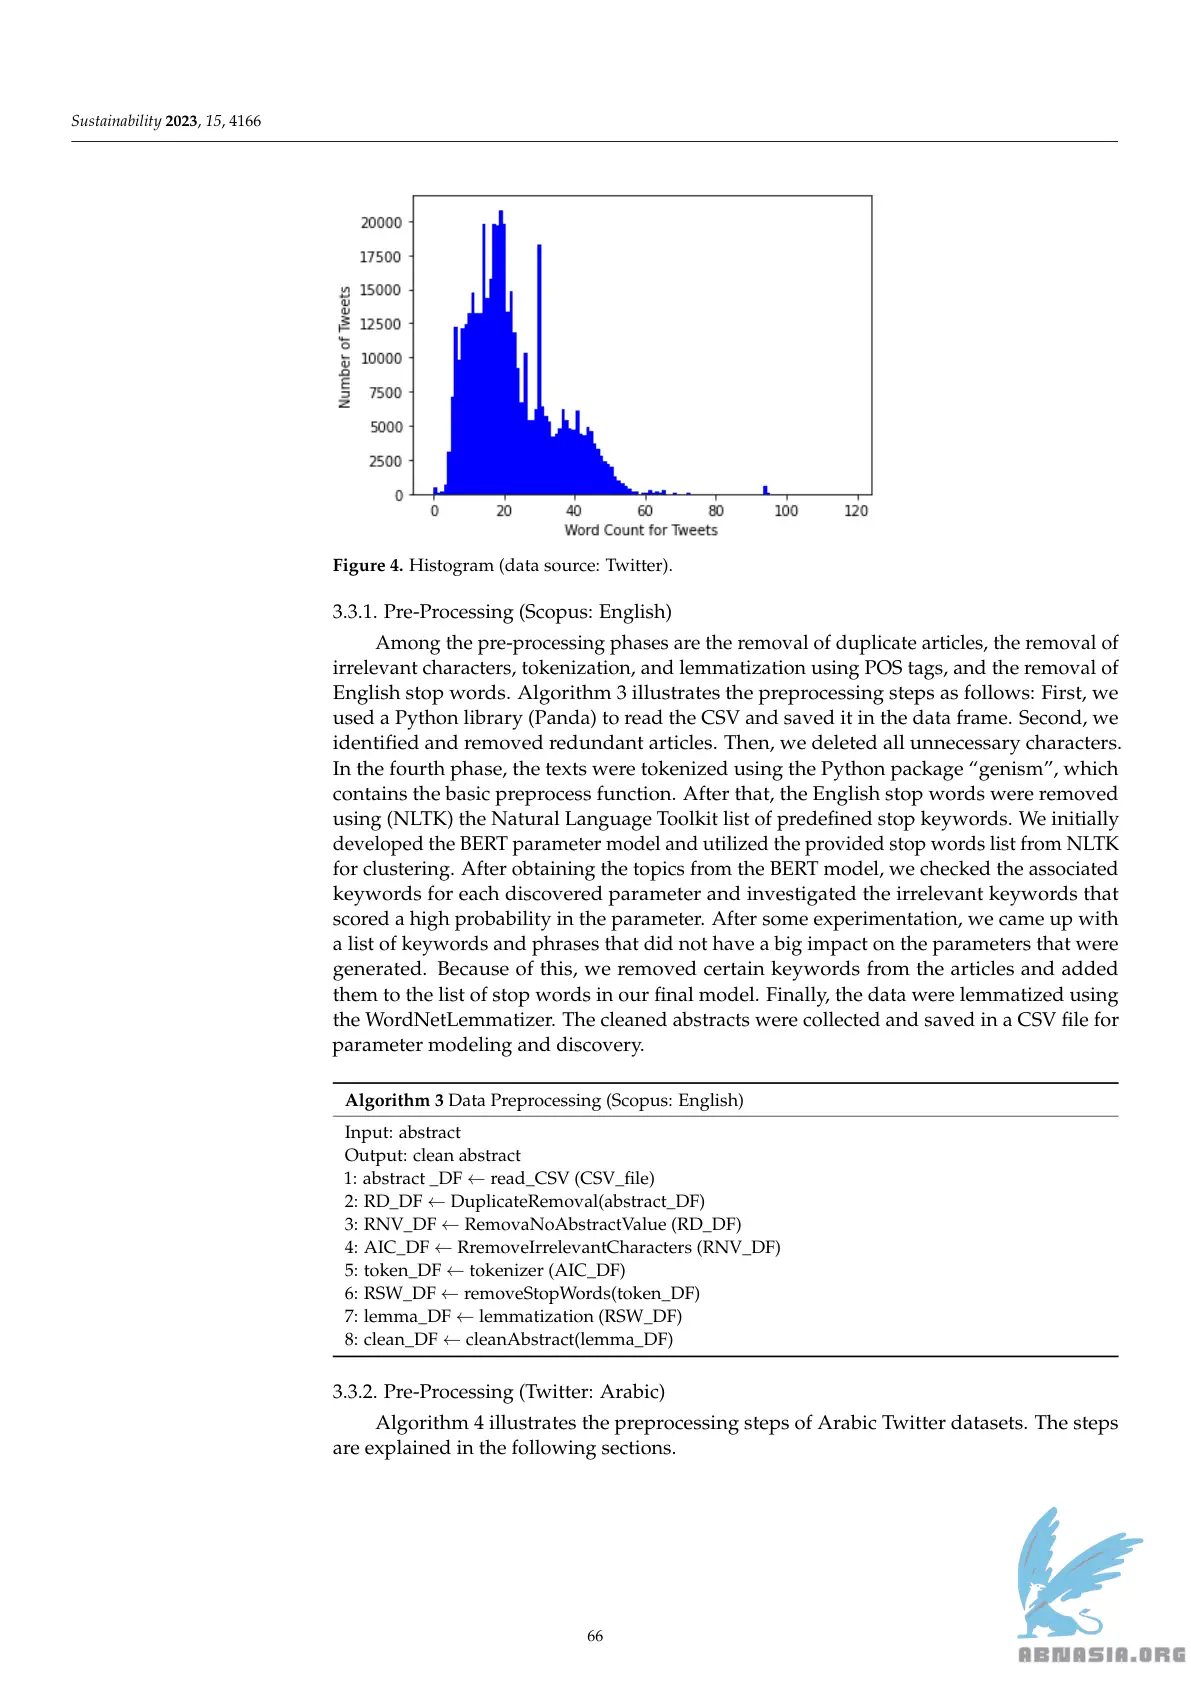 Sustainability 2023, 15, 4166
20000
17500
15000
12500
10000
7500
5000
2500
0
Number of Tweets
0 20 40 60 80 100 120
Word Count for Tweets
Figure 4. Histogram (data source: Twitter).
3.3.1. Pre-Processing (Scopus: English)
Among the pre-processing phases are the removal of duplicate articles, the removal of
irrelevant characters, tokenization, and lemmatization using POS tags, and the removal of
English stop words. Algorithm 3 illustrates the preprocessing steps as follows: First, we
used a Python library (Panda) to read the CSV and saved it in the data frame. Second, we
identified and removed redundant articles. Then, we deleted all unnecessary characters.
In the fourth phase, the texts were tokenized using the Python package “genism”, which
contains the basic preprocess function. After that, the English stop words were removed
using (NLTK) the Natural Language Toolkit list of predefined stop keywords. We initially
developed the BERT parameter model and utilized the provided stop words list from NLTK
for clustering. After obtaining the topics from the BERT model, we checked the associated
keywords for each discovered parameter and investigated the irrelevant keywords that
scored a high probability in the parameter. After some experimentation, we came up with
a list of keywords and phrases that did not have a big impact on the parameters that were
generated. Because of this, we removed certain keywords from the articles and added
them to the list of stop words in our final model. Finally, the data were lemmatized using
the WordNetLemmatizer. The cleaned abstracts were collected and saved in a CSV file for
parameter modeling and discovery.
Algorithm 3 Data Preprocessing (Scopus: English)
Input: abstract
Output: clean abstract
1: abstract _DF ← read_CSV (CSV_file)
2: RD_DF ← DuplicateRemoval(abstract_DF)
3: RNV_DF ← RemovaNoAbstractValue (RD_DF)
4: AIC_DF ← RremoveIrrelevantCharacters (RNV_DF)
5: token_DF ← tokenizer (AIC_DF)
6: RSW_DF ← removeStopWords(token_DF)
7: lemma_DF ← lemmatization (RSW_DF)
8: clean_DF ← cleanAbstract(lemma_DF)
3.3.2. Pre-Processing (Twitter: Arabic)
Algorithm 4 illustrates the preprocessing steps of Arabic Twitter datasets. The steps
are explained in the following sections.
66
ABNASIA.ORG